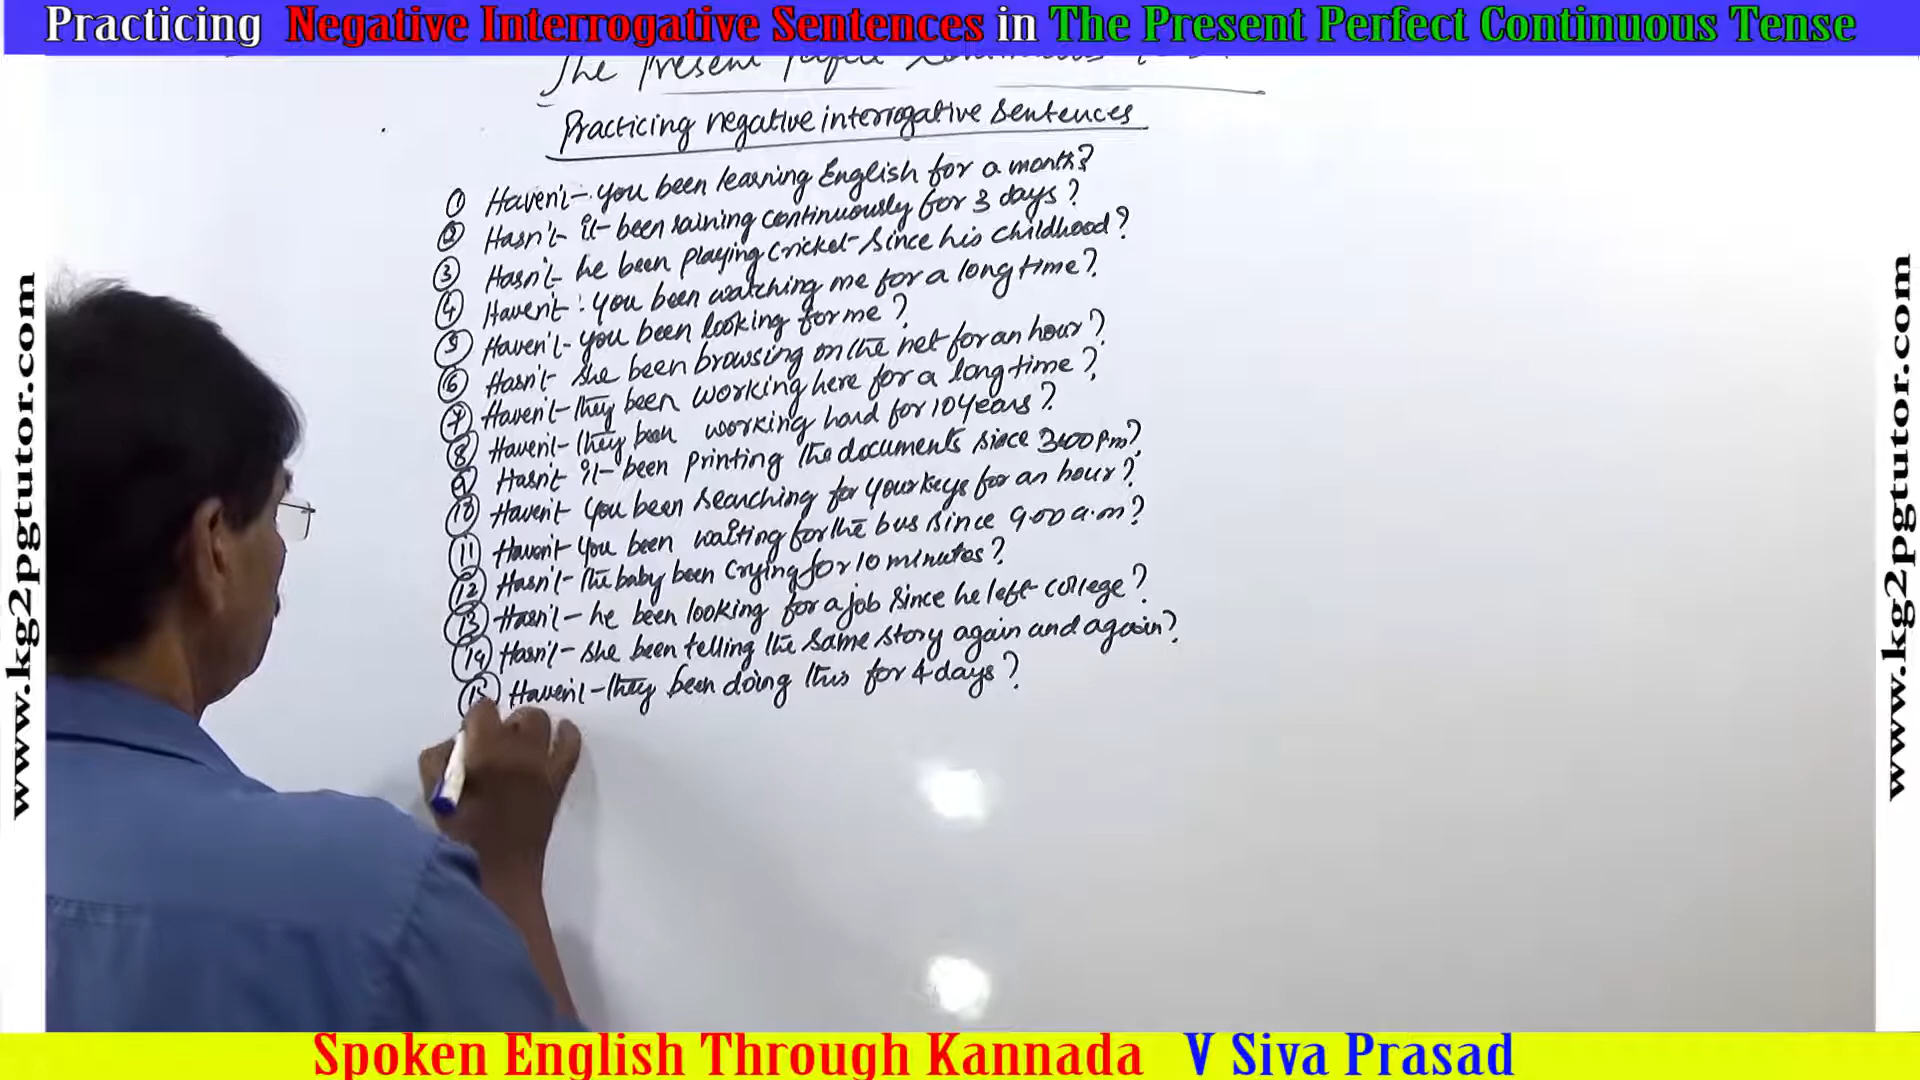 Practicing Negative Interrogative Sentences in The Present Perfect Continuous Tense
The Present Perfect Continuous
Practicing negative interrogative sentences
① Haven't you been learning English for a month?
② Hasn't it been raining continuously for 3 days?
③ Hasn't he been playing cricket since his childhood?
④ Haven't you been watching me for a long time?
⑤ Haven't you been looking for me?
⑥ Hasn't she been browsing on the net for an hour?
⑦ Haven't they been working here for a long time?
⑧ Haven't they been working hard for 10 years?
⑨ Hasn't it been printing the documents since 3:00 Pm?
⑩ Haven't you been searching for your keys for an hour?
⑪ Haven't you been waiting for the bus since 9.00 a.m?
⑫ Hasn't the baby been crying for 10 minutes?
⑬ Hasn't he been looking for a job since he left college?
⑭ Hasn't she been telling the same story again and again?
⑮ Haven't they been doing this for 4 days?
www.kg2pgtutor.com
www.kg2pgtutor.com
Spoken English Through Kannada V Siva Prasad